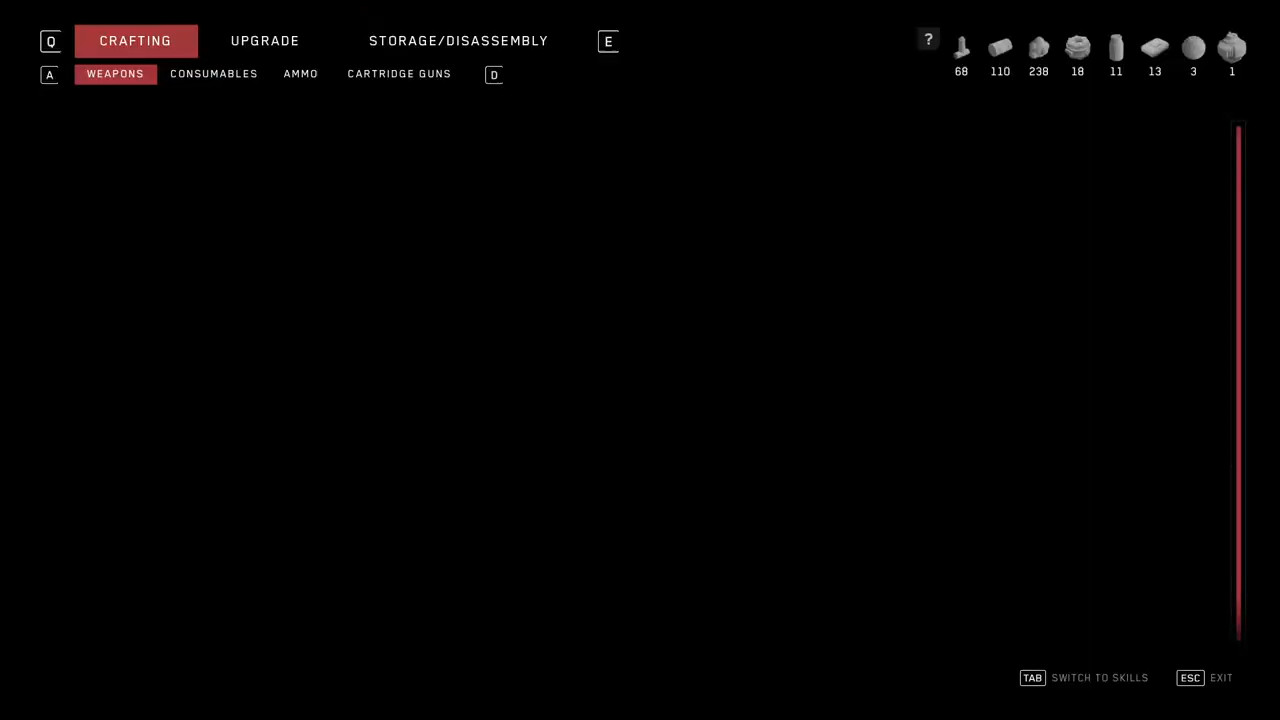 Q CRAFTING UPGRADE STORAGE/DISASSEMBLY E ?
A WEAPONS CONSUMABLES AMMO CARTRIDGE GUNS D
68 110 238 18 11 13 3 1
TAB SWITCH TO SKILLS ESC EXIT